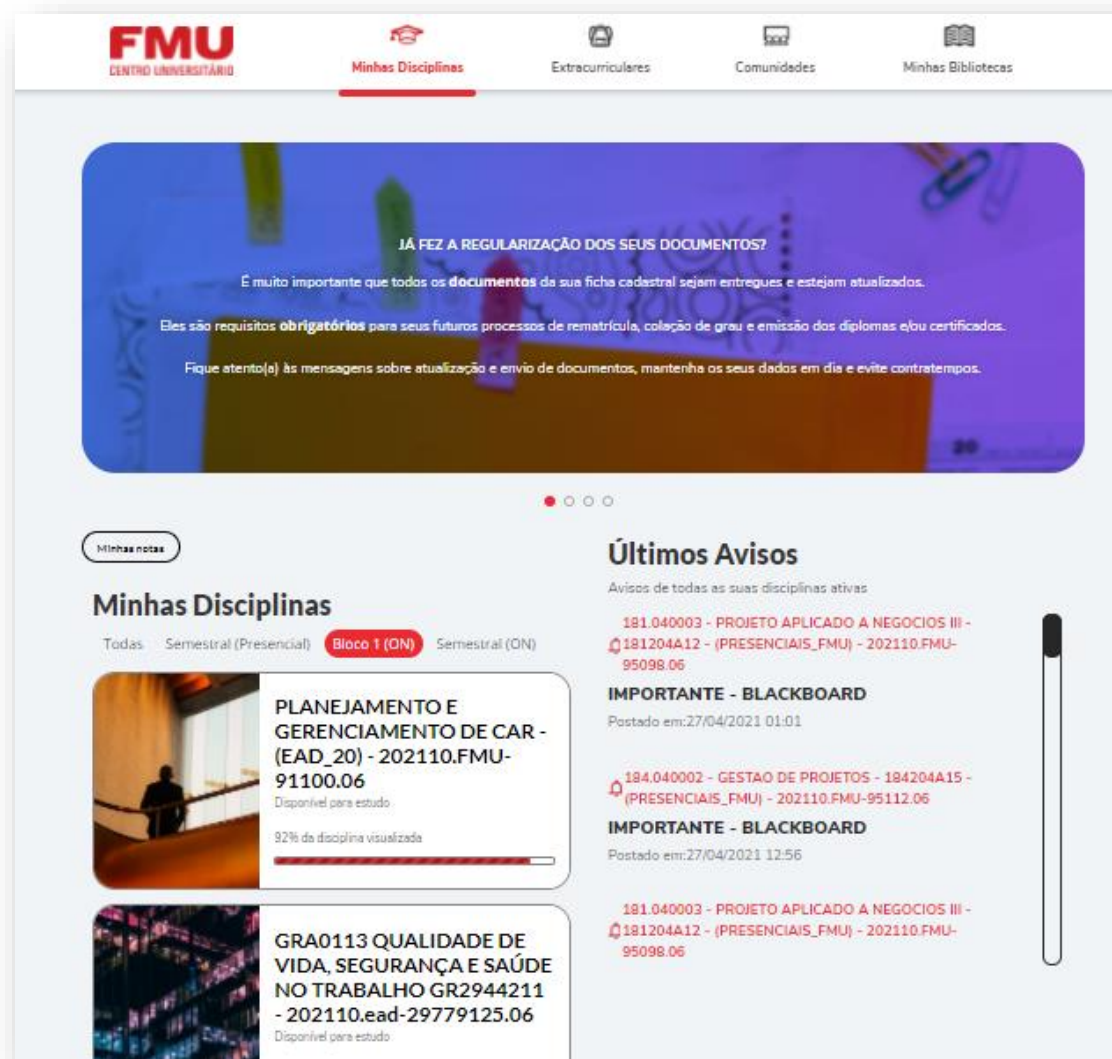 FMU
CENTRO UNIVERSITÁRIO
Minhas Disciplinas
Extracurriculares
Comunidades
Minhas Bibliotecas
JÁ FEZ A REGULARIZAÇÃO DOS SEUS DOCUMENTOS?
É muito importante que todos os documentos da sua ficha cadastral sejam entregues e estejam atualizados.
Eles são requisitos obrigatórios para seus futuros processos de rematrícula, colação de grau e emissão dos diplomas e/ou certificados.
Fique atento(a) às mensagens sobre atualização e envio de documentos, mantenha os seus dados em dia e evite contratempos.
20
Minhas notas
Minhas Disciplinas
Todas
Semestral (Presencial)
Bloco 1 (ON)
Semestral (ON)
PLANEJAMENTO E
GERENCIAMENTO DE CAR -
(EAD_20) - 202110.FMU-
91100.06
Disponível para estudo
92% da disciplina visualizada
GRA0113 QUALIDADE DE
VIDA, SEGURANÇA E SAÚDE
NO TRABALHO GR2944211
- 202110.ead-29779125.06
Disponível para estudo
Últimos Avisos
Avisos de todas as suas disciplinas ativas
181.040003 - PROJETO APLICADO A NEGOCIOS III -
181204A12 - (PRESENCIAIS_FMU) - 202110.FMU-
95098.06
IMPORTANTE - BLACKBOARD
Postado em:27/04/2021 01:01
184.040002 - GESTAO DE PROJETOS - 184204A15 -
(PRESENCIAIS_FMU) - 202110.FMU-95112.06
IMPORTANTE - BLACKBOARD
Postado em:27/04/2021 12:56
181.040003 - PROJETO APLICADO A NEGOCIOS III -
181204A12 - (PRESENCIAIS_FMU) - 202110.FMU-
95098.06